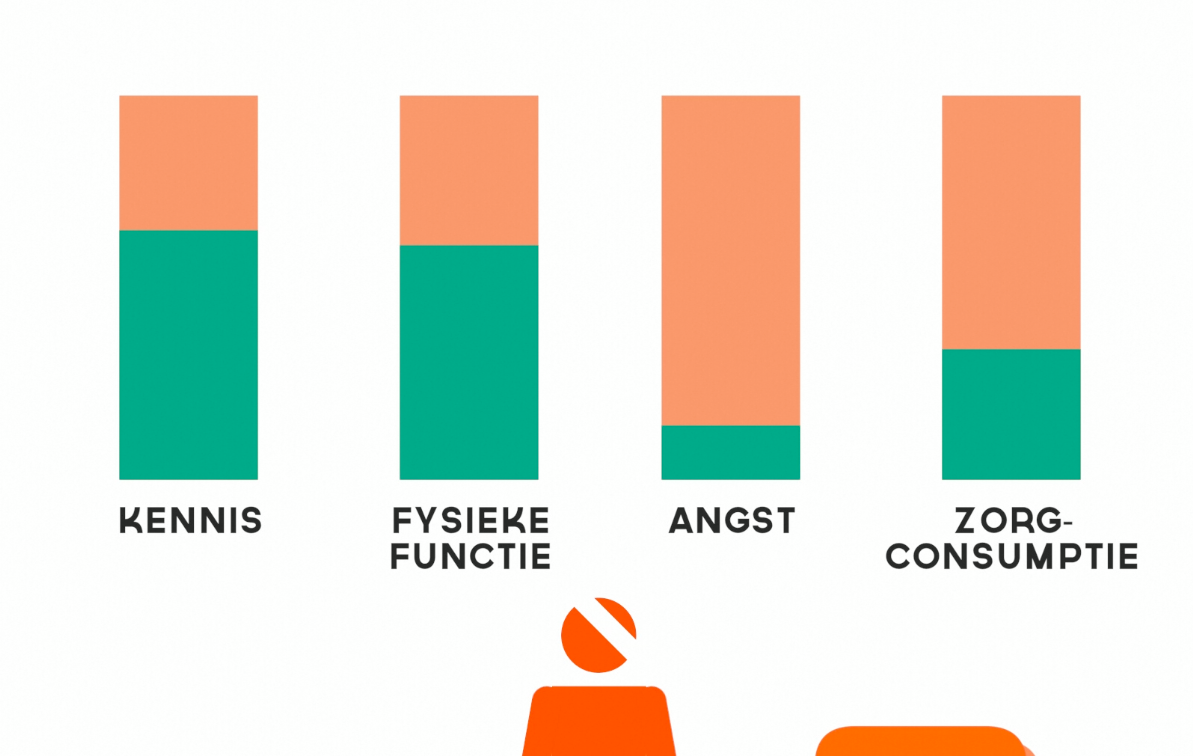 KENNIS
FYSIEKE
FUNCTIE
ANGST
ZORG-
CONSUMPTIE